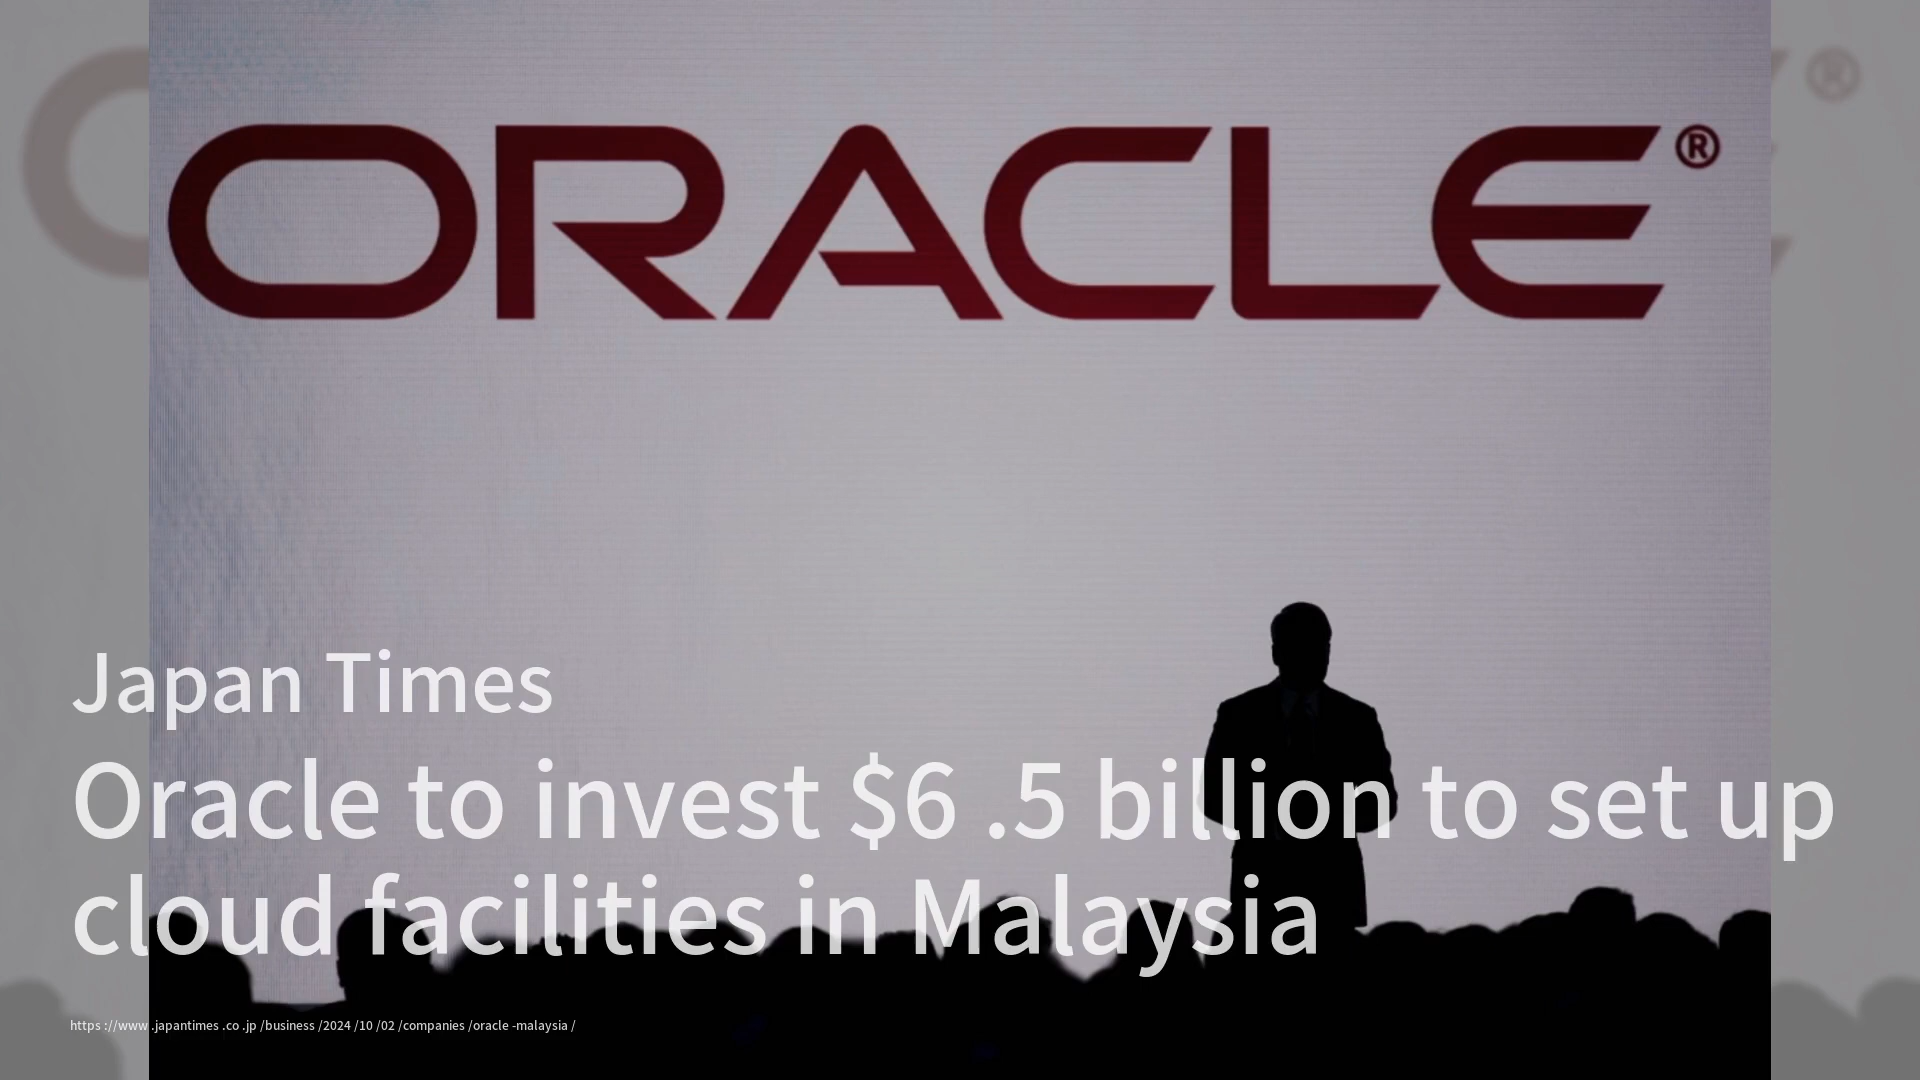 ORACLE®
Japan Times
Oracle to invest $6 .5 billion to set up
cloud facilities in Malaysia
https ://www .japantimes .co .jp /business /2024 /10 /02 /companies /oracle -malaysia /